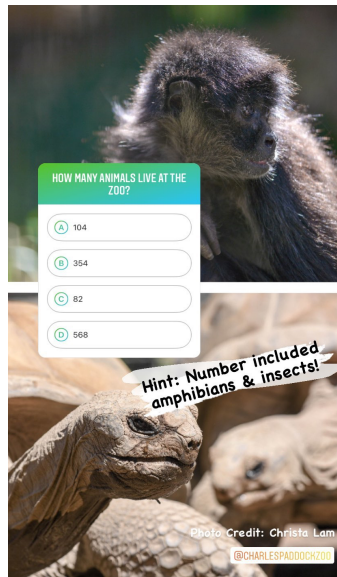 HOW MANY ANIMALS LIVE AT THE
ZOO?
A 104
B 354
C 82
D 568
Hint: Number included
amphibians & insects!
Photo Credit: Christa Lam
@CHARLESPADDOCKZOO